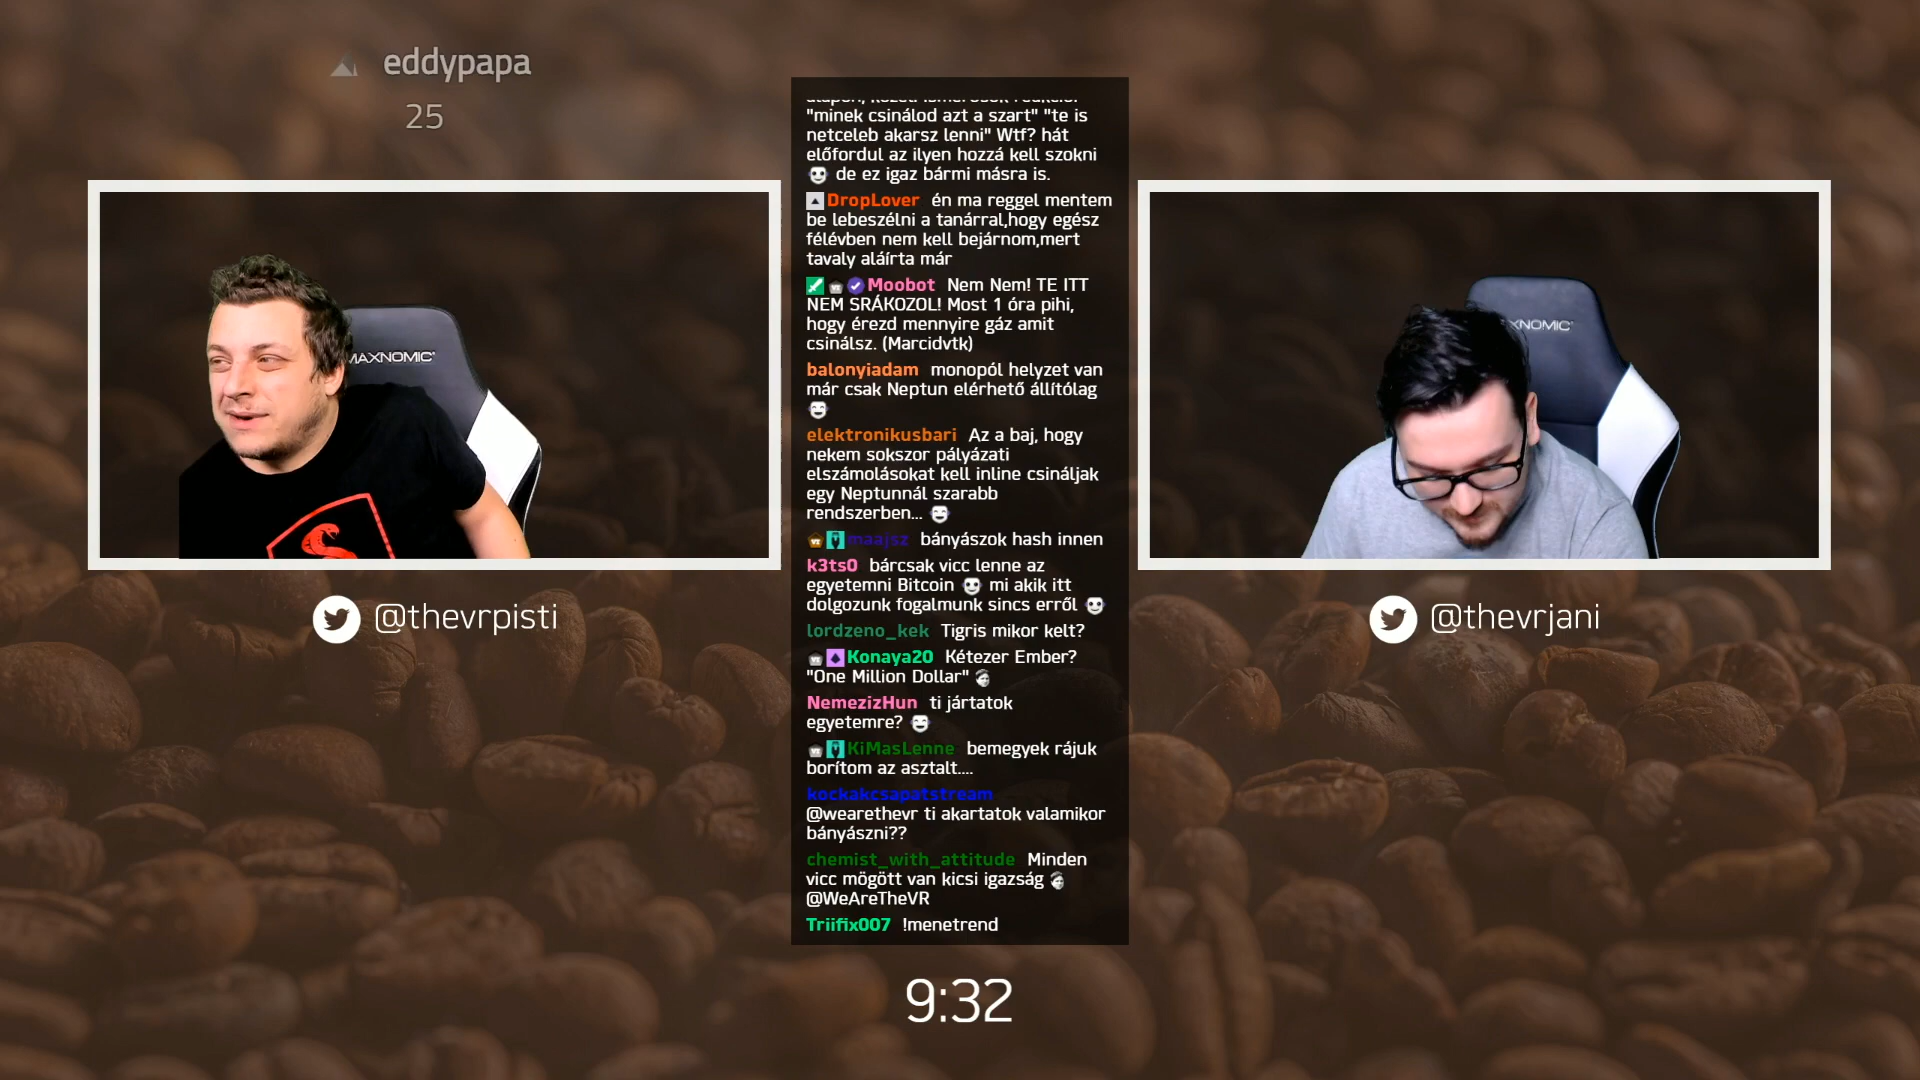 eddypapa
25
"minek csinálod azt a szart" "te is
netceleb akarsz lenni" Wtf? hát
előfordul az ilyen hozzá kell szokni
de ez igaz bármi másra is.
DropLover én ma reggel mentem
be lebeszélni a tanárral,hogy egész
félévben nem kell bejárnom,mert
tavaly aláírta már
Moobot Nem Nem! TE ITT
NEM SRÁKOZOL! Most 1 óra pihi,
hogy érezd mennyire gáz amit
csinálsz. (Marcidvtk)
balonyiadam monopól helyzet van
már csak Neptun elérhető állítólag
elektronikusbari Az a baj, hogy
nekem sokszor pályázati
elszámolásokat kell inline csináljak
egy Neptunnál szarabb
rendszerben...
maajsz bányászok hash innen
k3ts0 bárcsak vicc lenne az
egyetemni Bitcoin mi akik itt
dolgozunk fogalmunk sincs erről
lordzeno_kek Tigris mikor kelt?
Konaya20 Kétezer Ember?
"One Million Dollar"
NemezizHun ti jártatok
egyetemre?
KiMasLenne bemegyek rájuk
borítom az asztalt....
kockakcsapatstream
@wearethevr ti akartatok valamikor
bányászni??
chemist_with_attitude Minden
vicc mögött van kicsi igazság
@WeAreTheVR
Triifix007 !menetrend
MAXNOMIC
XNOMIC
@thevrpisti
@thevrjani
9:32